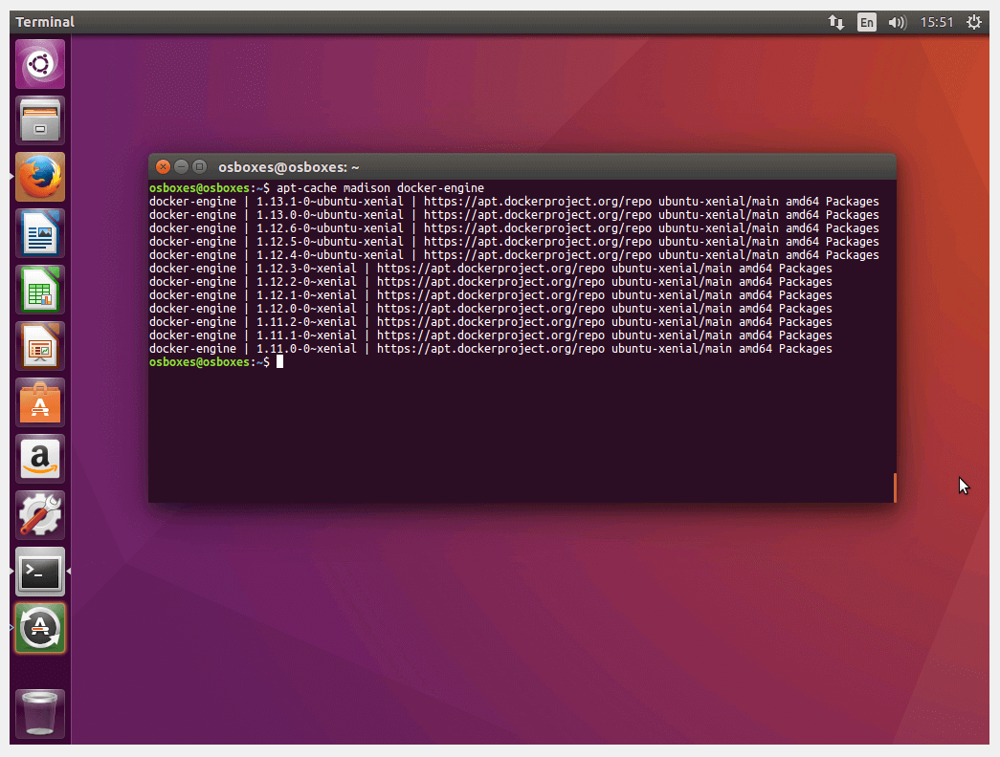 Terminal
En
15:51
osboxes@osboxes: ~
osboxes@osboxes:~$ apt-cache madison docker-engine
docker-engine | 1.13.1-0~ubuntu-xenial | https://apt.dockerproject.org/repo ubuntu-xenial/main amd64 Packages
docker-engine | 1.13.0-0~ubuntu-xenial | https://apt.dockerproject.org/repo ubuntu-xenial/main amd64 Packages
docker-engine | 1.12.6-0~ubuntu-xenial | https://apt.dockerproject.org/repo ubuntu-xenial/main amd64 Packages
docker-engine | 1.12.5-0~ubuntu-xenial | https://apt.dockerproject.org/repo ubuntu-xenial/main amd64 Packages
docker-engine | 1.12.4-0~ubuntu-xenial | https://apt.dockerproject.org/repo ubuntu-xenial/main amd64 Packages
docker-engine | 1.12.3-0~xenial | https://apt.dockerproject.org/repo ubuntu-xenial/main amd64 Packages
docker-engine | 1.12.2-0~xenial | https://apt.dockerproject.org/repo ubuntu-xenial/main amd64 Packages
docker-engine | 1.12.1-0~xenial | https://apt.dockerproject.org/repo ubuntu-xenial/main amd64 Packages
docker-engine | 1.12.0-0~xenial | https://apt.dockerproject.org/repo ubuntu-xenial/main amd64 Packages
docker-engine | 1.11.2-0~xenial | https://apt.dockerproject.org/repo ubuntu-xenial/main amd64 Packages
docker-engine | 1.11.1-0~xenial | https://apt.dockerproject.org/repo ubuntu-xenial/main amd64 Packages
docker-engine | 1.11.0-0~xenial | https://apt.dockerproject.org/repo ubuntu-xenial/main amd64 Packages
osboxes@osboxes:~$